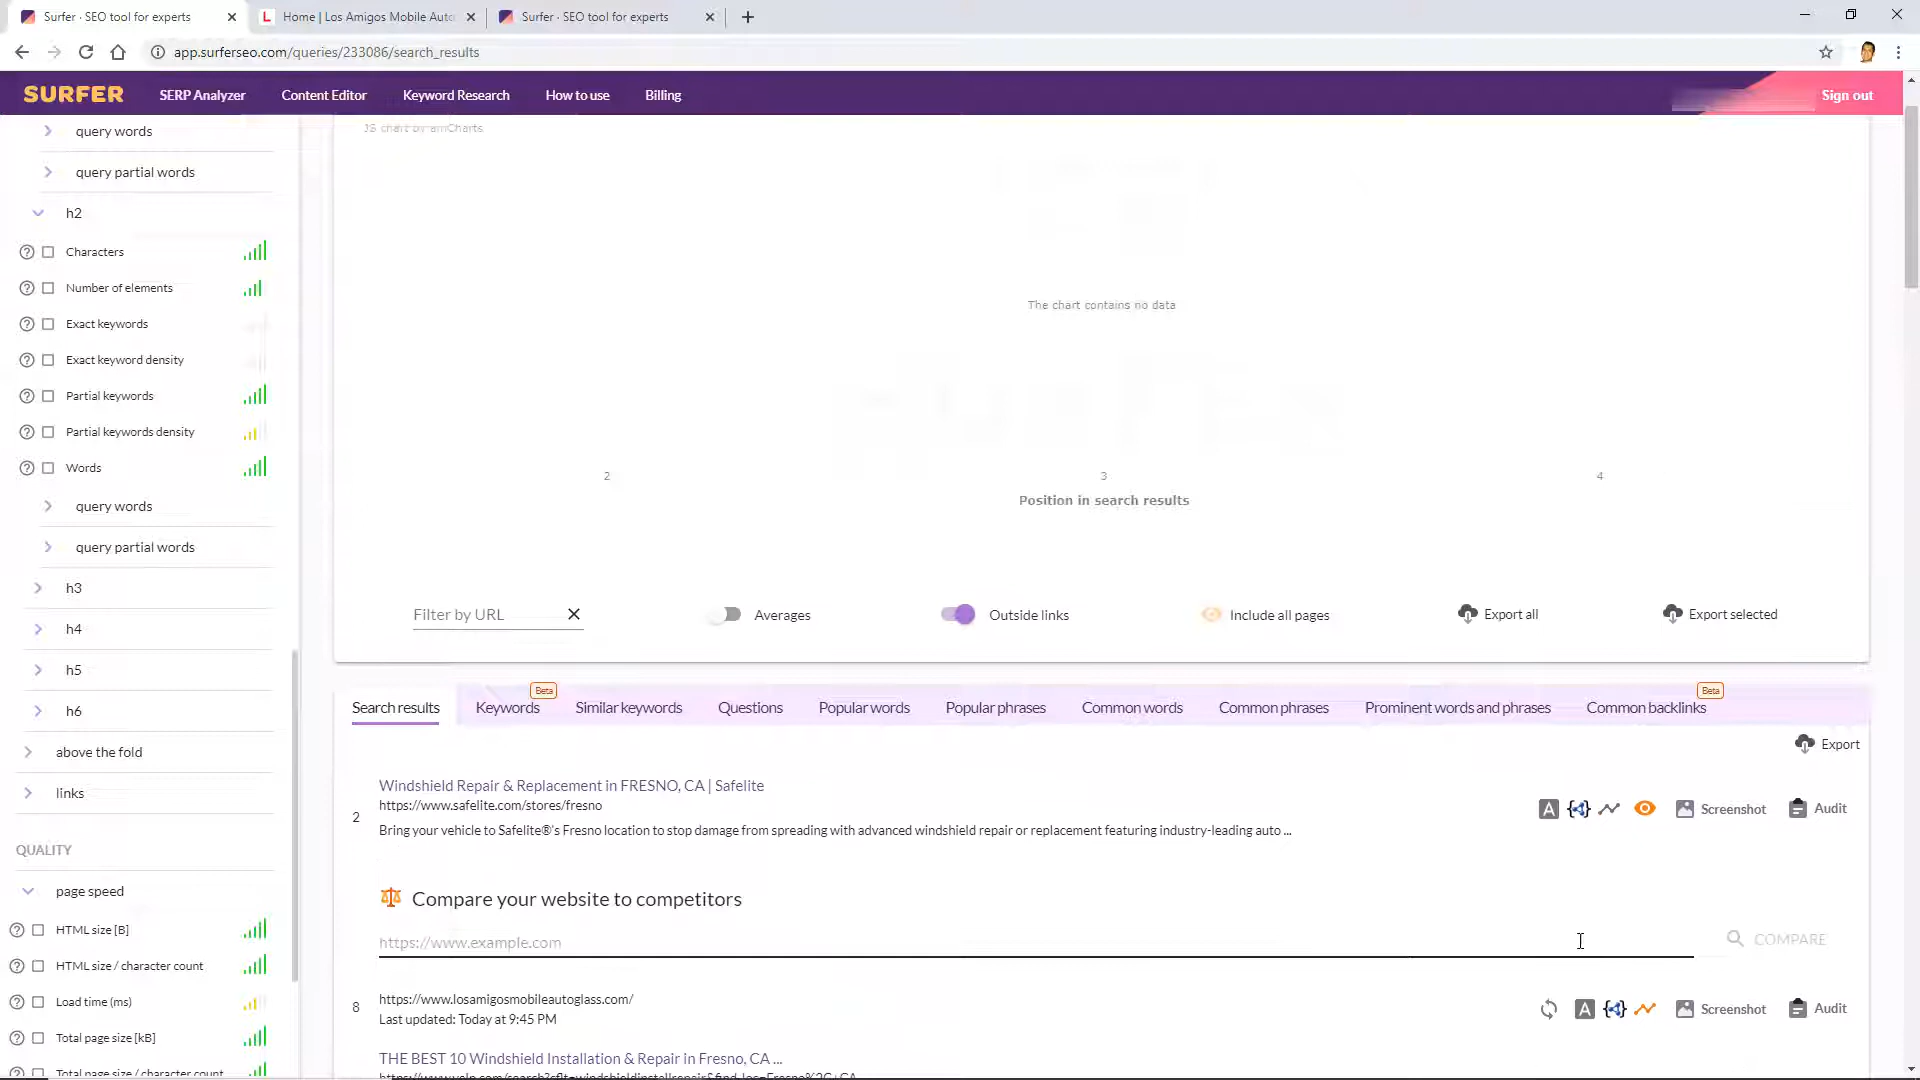 Surfer · SEO tool for experts
Home | Los Amigos Mobile Auto
Surfer · SEO tool for experts
app.surferseo.com/queries/233086/search_results
SURFER
SERP Analyzer
Content Editor
Keyword Research
How to use
Billing
Sign out
query words
query partial words
h2
Characters
Number of elements
Exact keywords
Exact keyword density
Partial keywords
Partial keywords density
Words
query words
query partial words
h3
h4
h5
h6
above the fold
links
QUALITY
page speed
HTML size [B]
HTML size / character count
Load time (ms)
Total page size [kB]
Total page size / character count
JS chart by amCharts
The chart contains no data
2 3 4
Position in search results
Filter by URL
Averages
Outside links
Include all pages
Export all
Export selected
Search results
Keywords
Beta
Similar keywords
Questions
Popular words
Popular phrases
Common words
Common phrases
Prominent words and phrases
Common backlinks
Beta
Export
2
Windshield Repair & Replacement in FRESNO, CA | Safelite
https://www.safelite.com/stores/fresno
Bring your vehicle to Safelite®'s Fresno location to stop damage from spreading with advanced windshield repair or replacement featuring industry-leading auto ...
A
Screenshot
Audit
Compare your website to competitors
https://www.example.com
COMPARE
8
https://www.losamigosmobileautoglass.com/
Last updated: Today at 9:45 PM
A
Screenshot
Audit
THE BEST 10 Windshield Installation & Repair in Fresno, CA ...